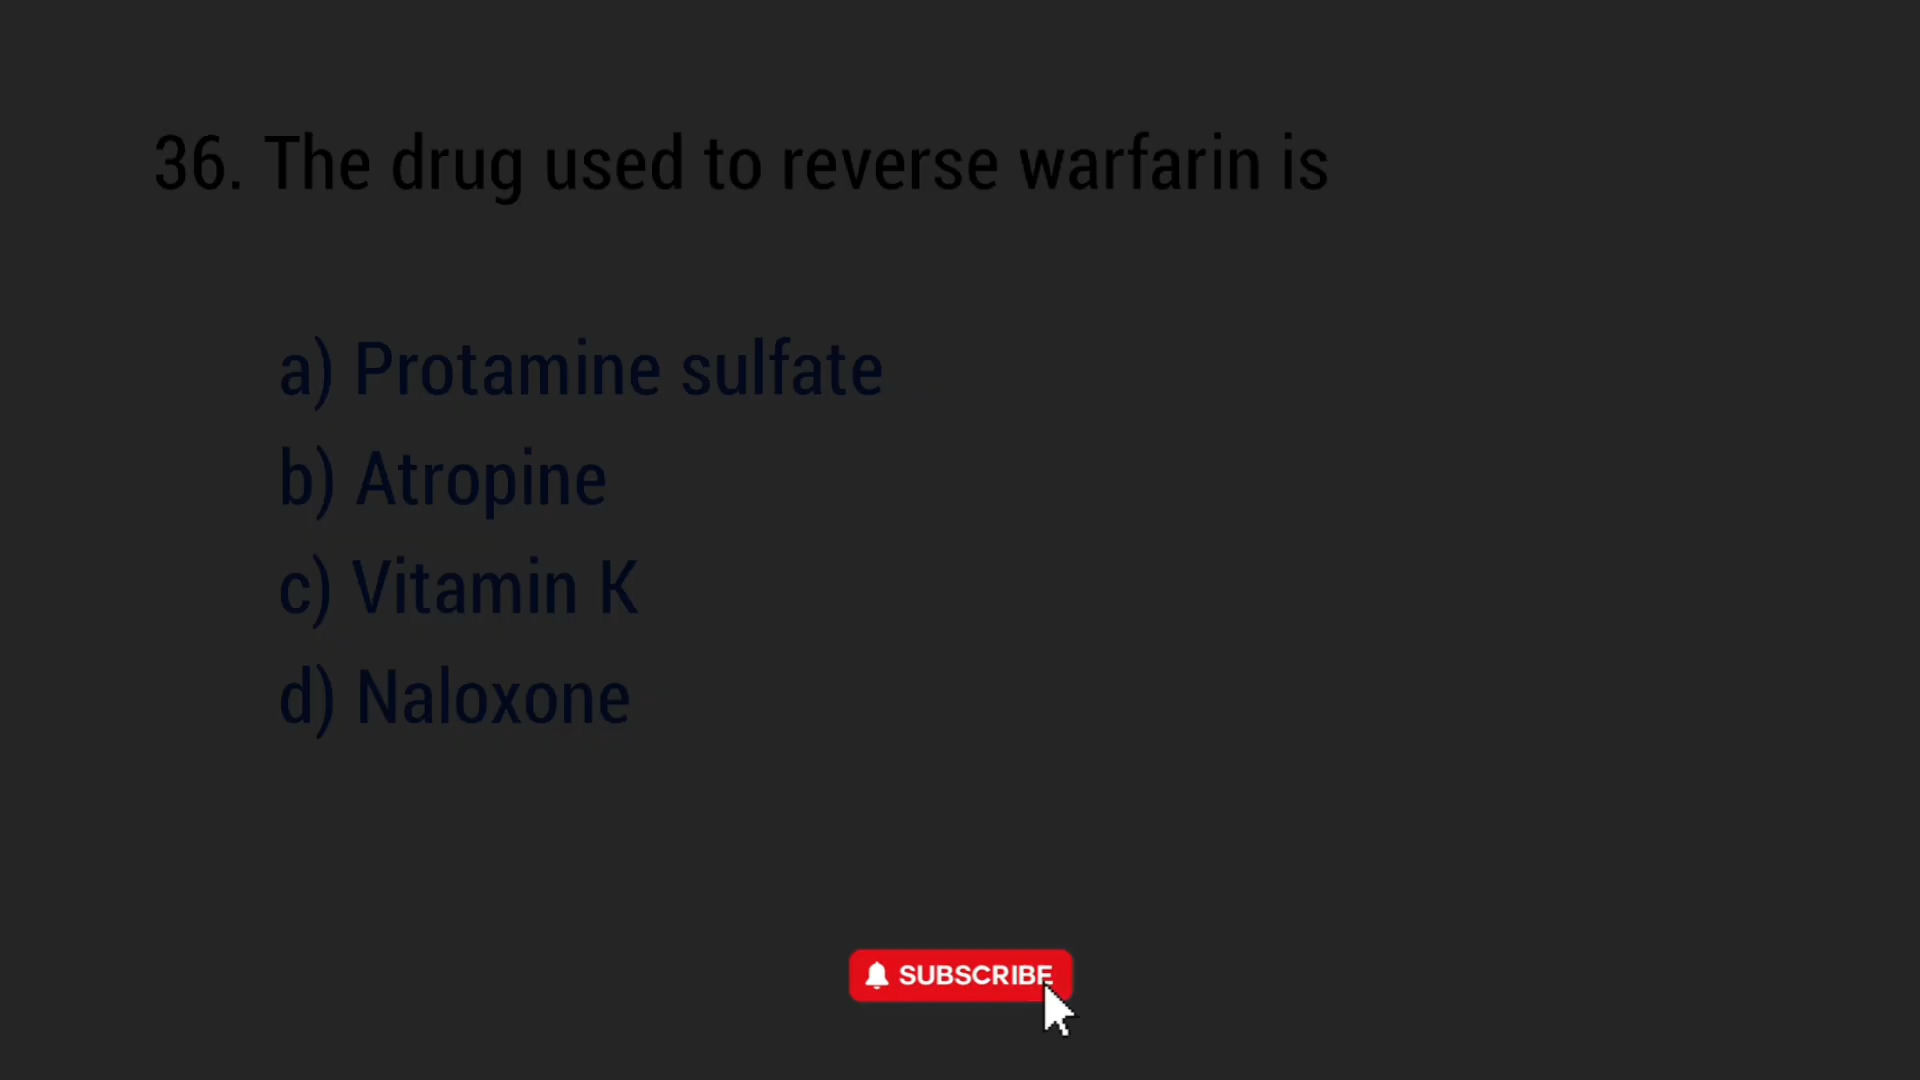 36. The drug used to reverse warfarin is
a) Protamine sulfate
b) Atropine
c) Vitamin K
d) Naloxone
SUBSCRIBE